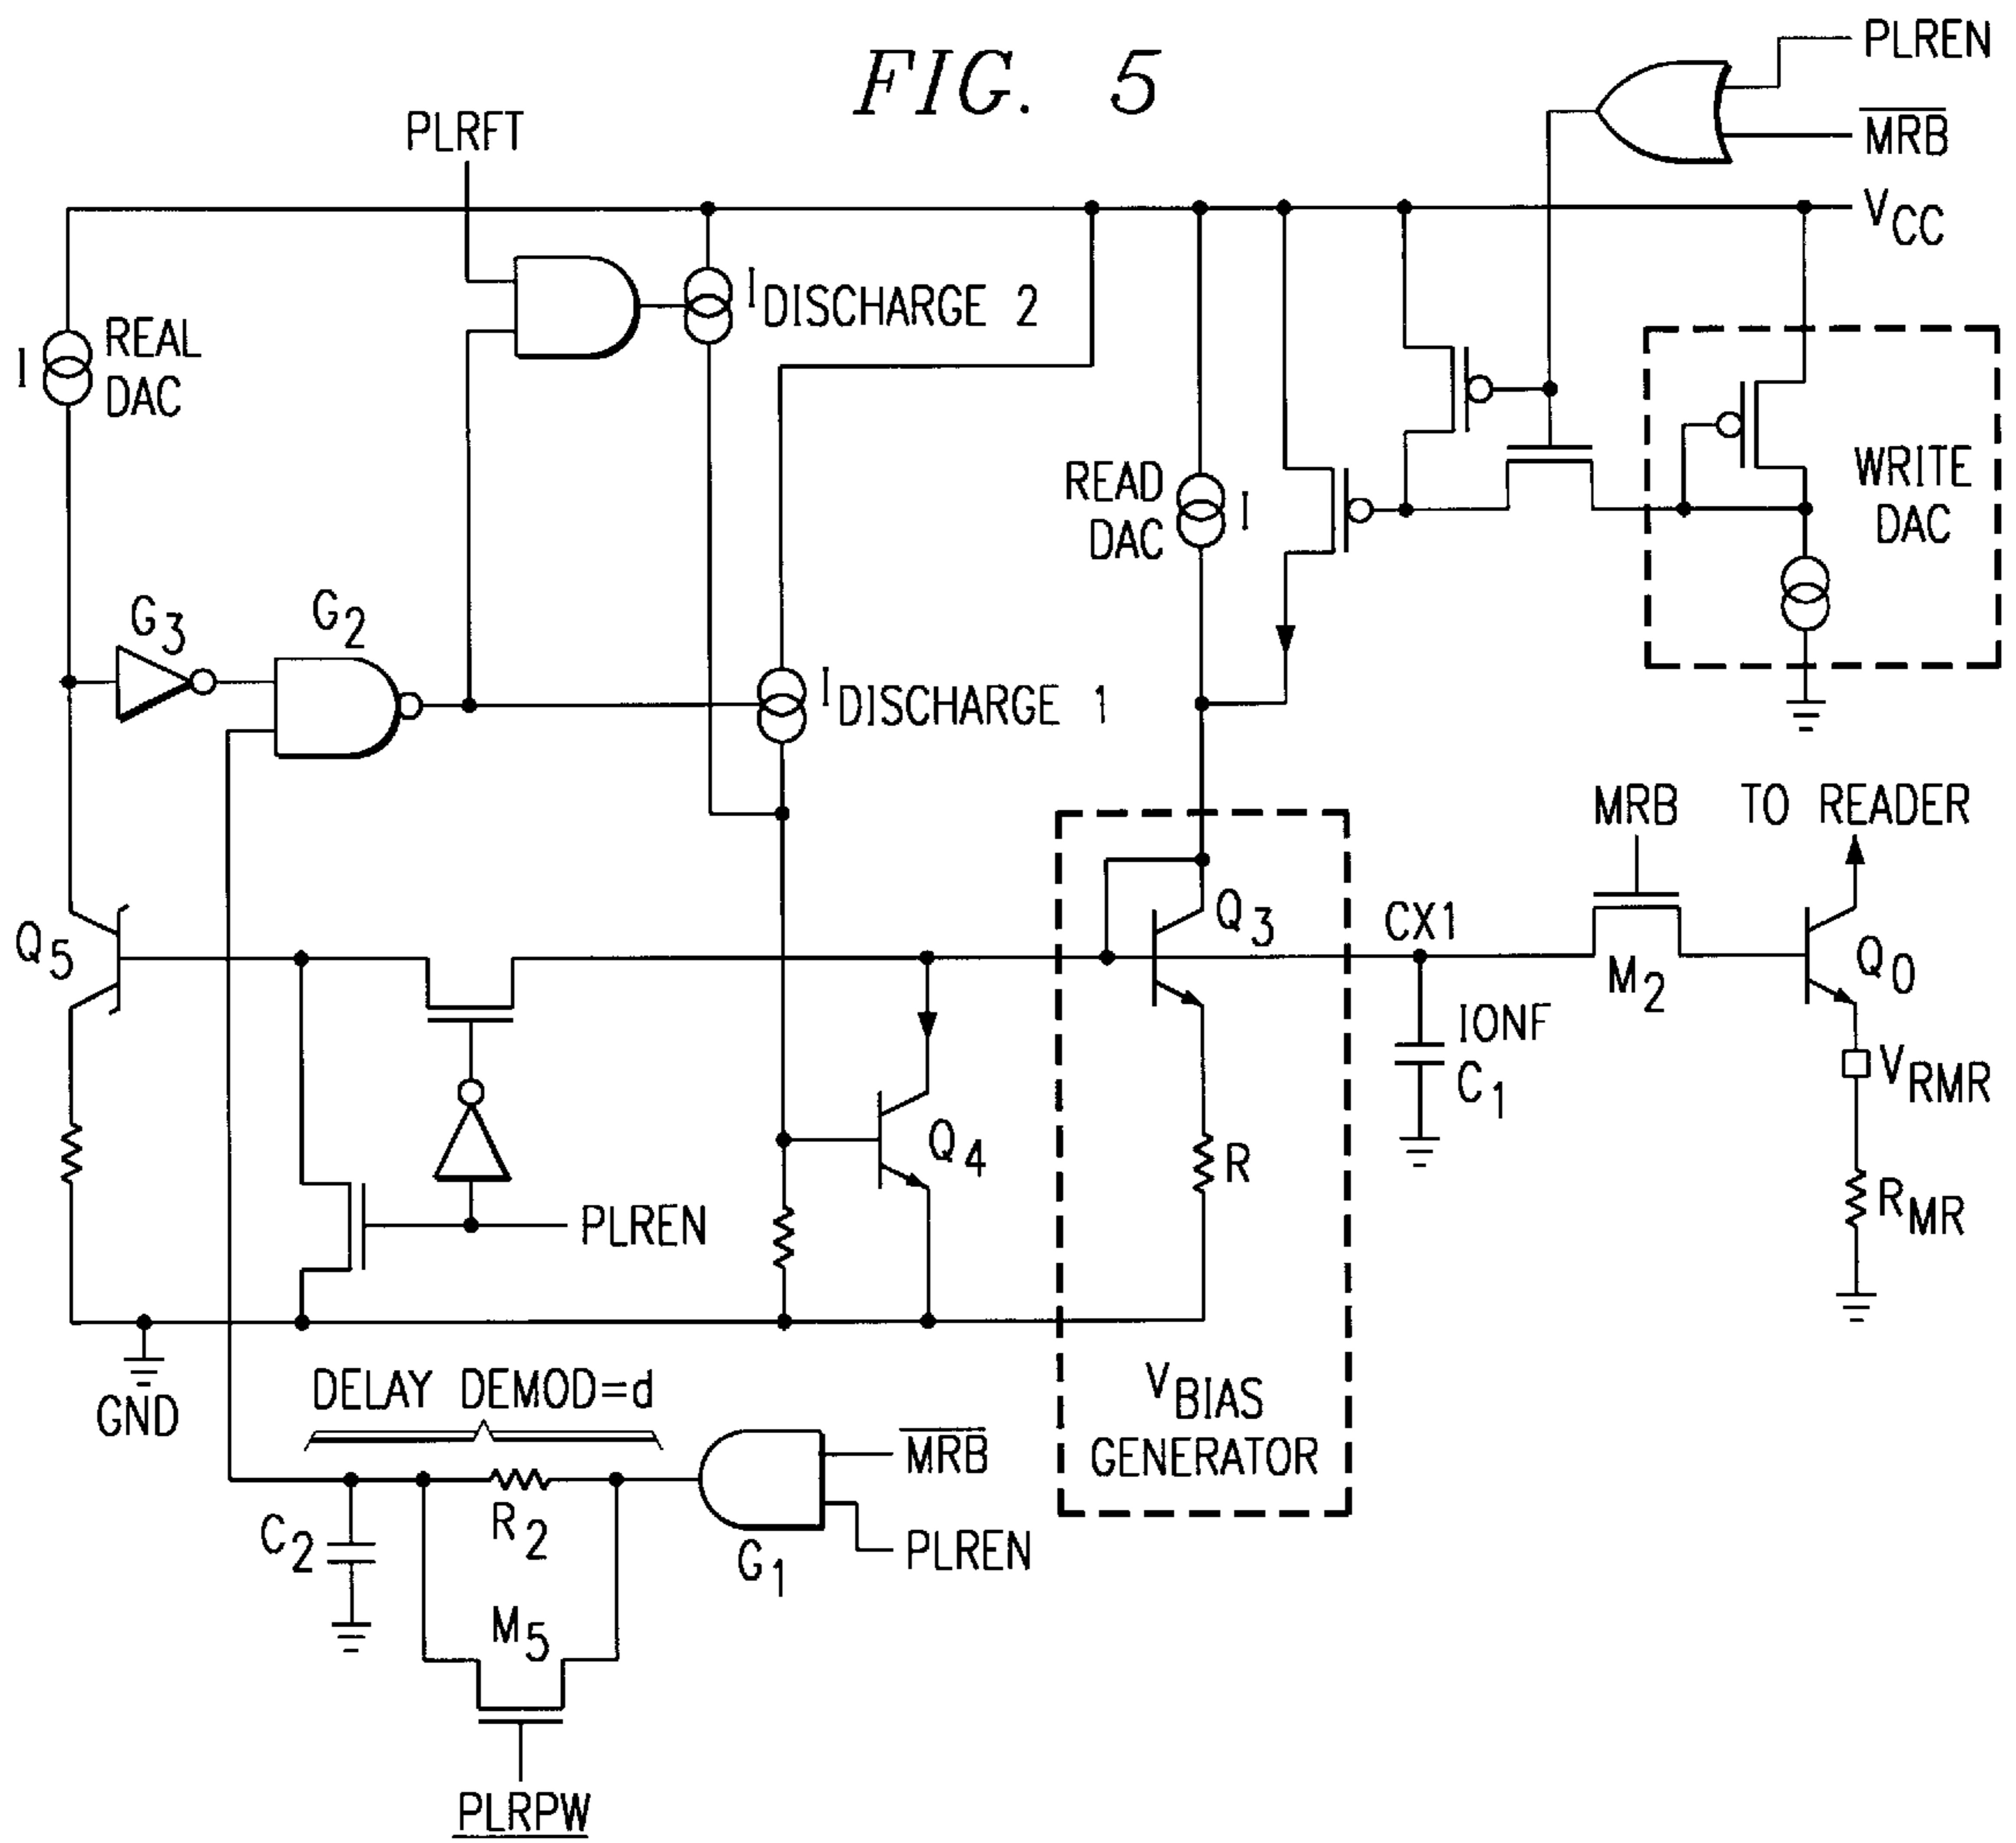 FIG. 5
PLREN
MRB
VCC
PLRFT
I DISCHARGE 2
I
REAL
DAC
READ
DAC
I
WRITE
DAC
G3
G2
I DISCHARGE 1
MRB
TO READER
Q5
Q3
CX1
M2
Q0
IONF
C1
VRMR
Q4
R
RMR
PLREN
GND
DELAY DEMOD=d
VBIAS
GENERATOR
MRB
PLREN
C2
R2
G1
M5
PLRPW